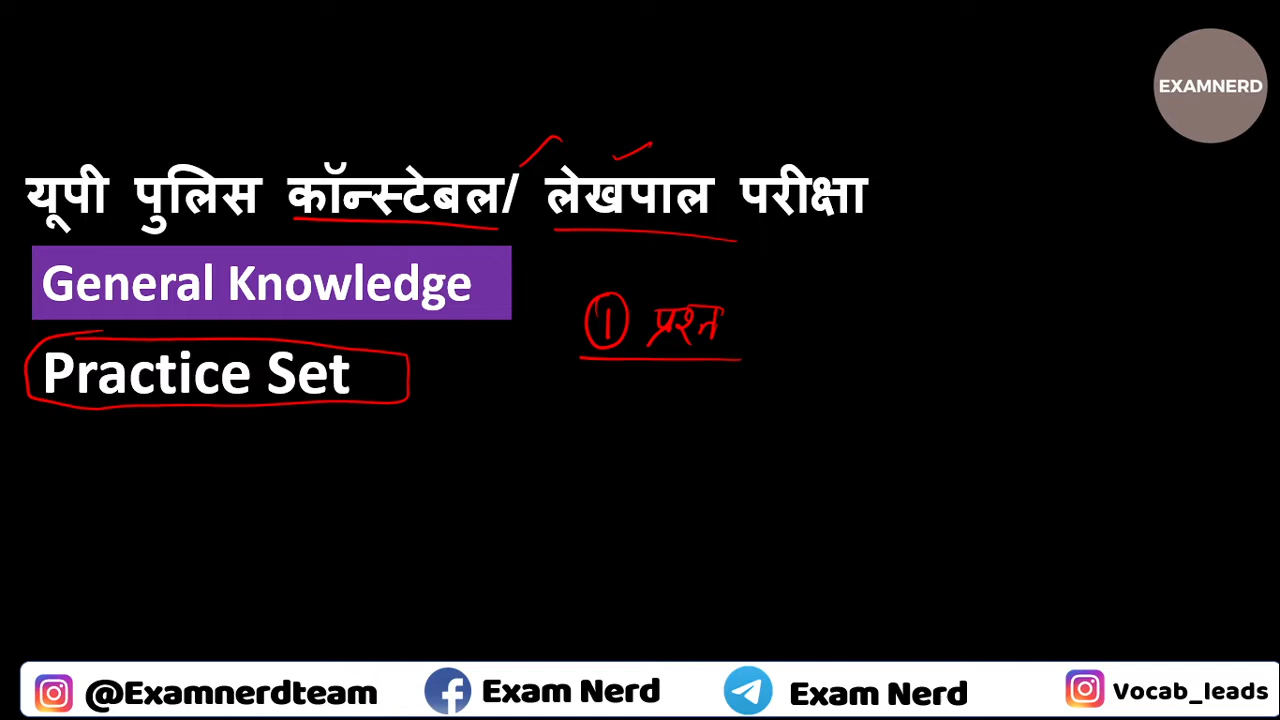 EXAMNERD
यूपी पुलिस कॉन्स्टेबल/ लेखपाल परीक्षा
General Knowledge
① प्रश्न
Practice Set
@Examnerdteam
Exam Nerd
Exam Nerd
Vocab_leads